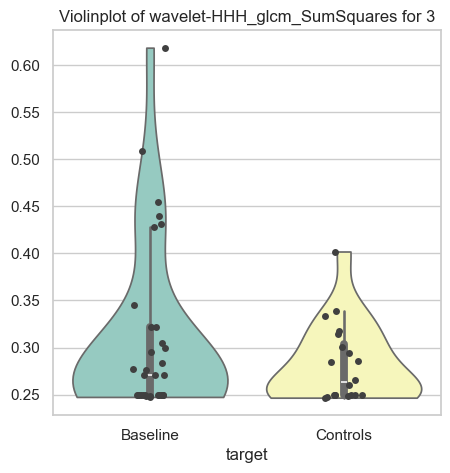 Violinplot of wavelet-HHH_glcm_SumSquares for 3
0.60
0.55
0.50
0.45
0.40
0.35
0.30
0.25
Baseline
Controls
target